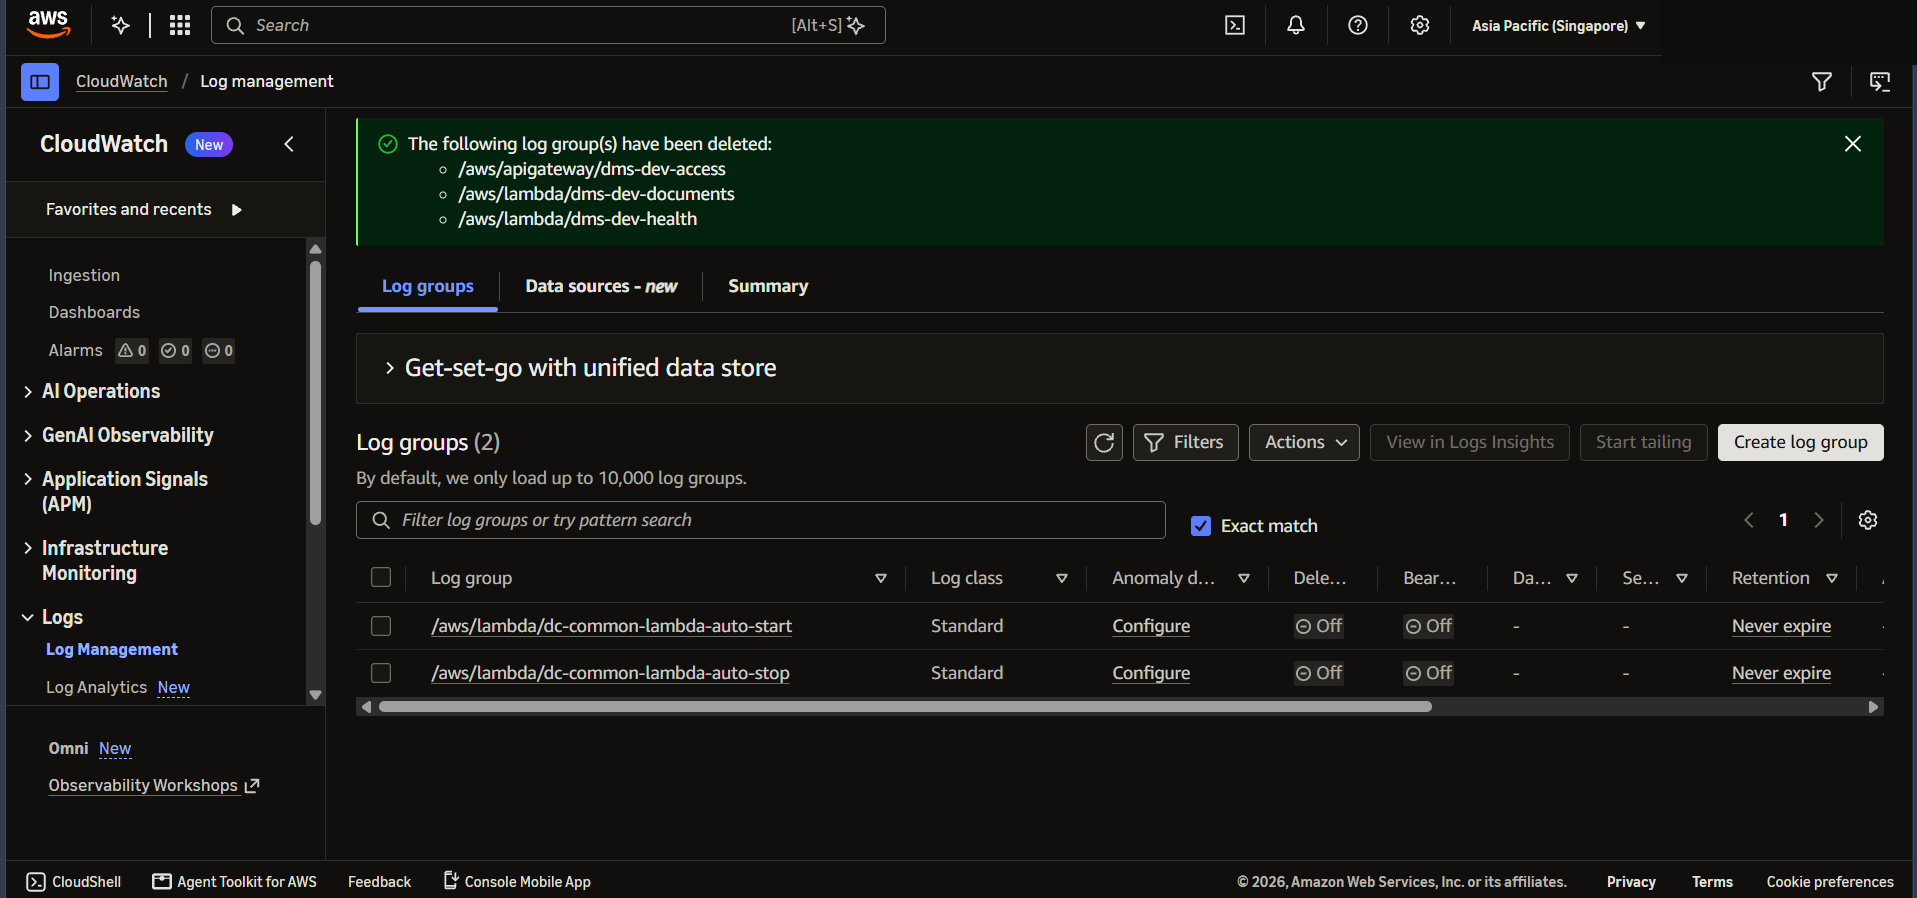 aws
Search [Alt+S]
Asia Pacific (Singapore)
CloudWatch / Log management
CloudWatch New
Favorites and recents
Ingestion
Dashboards
Alarms 0 0 0
AI Operations
GenAI Observability
Application Signals
(APM)
Infrastructure
Monitoring
Logs
Log Management
Log Analytics New
Omni New
Observability Workshops
The following log group(s) have been deleted:
/aws/apigateway/dms-dev-access
/aws/lambda/dms-dev-documents
/aws/lambda/dms-dev-health
Log groups Data sources - new Summary
Get-set-go with unified data store
Log groups (2) Filters Actions View in Logs Insights Start tailing Create log group
By default, we only load up to 10,000 log groups.
Filter log groups or try pattern search Exact match 1
Log group Log class Anomaly d... Dele... Bear... Da... Se... Retention
/aws/lambda/dc-common-lambda-auto-start Standard Configure Off Off - - Never expire
/aws/lambda/dc-common-lambda-auto-stop Standard Configure Off Off - - Never expire
CloudShell Agent Toolkit for AWS Feedback Console Mobile App © 2026, Amazon Web Services, Inc. or its affiliates. Privacy Terms Cookie preferences